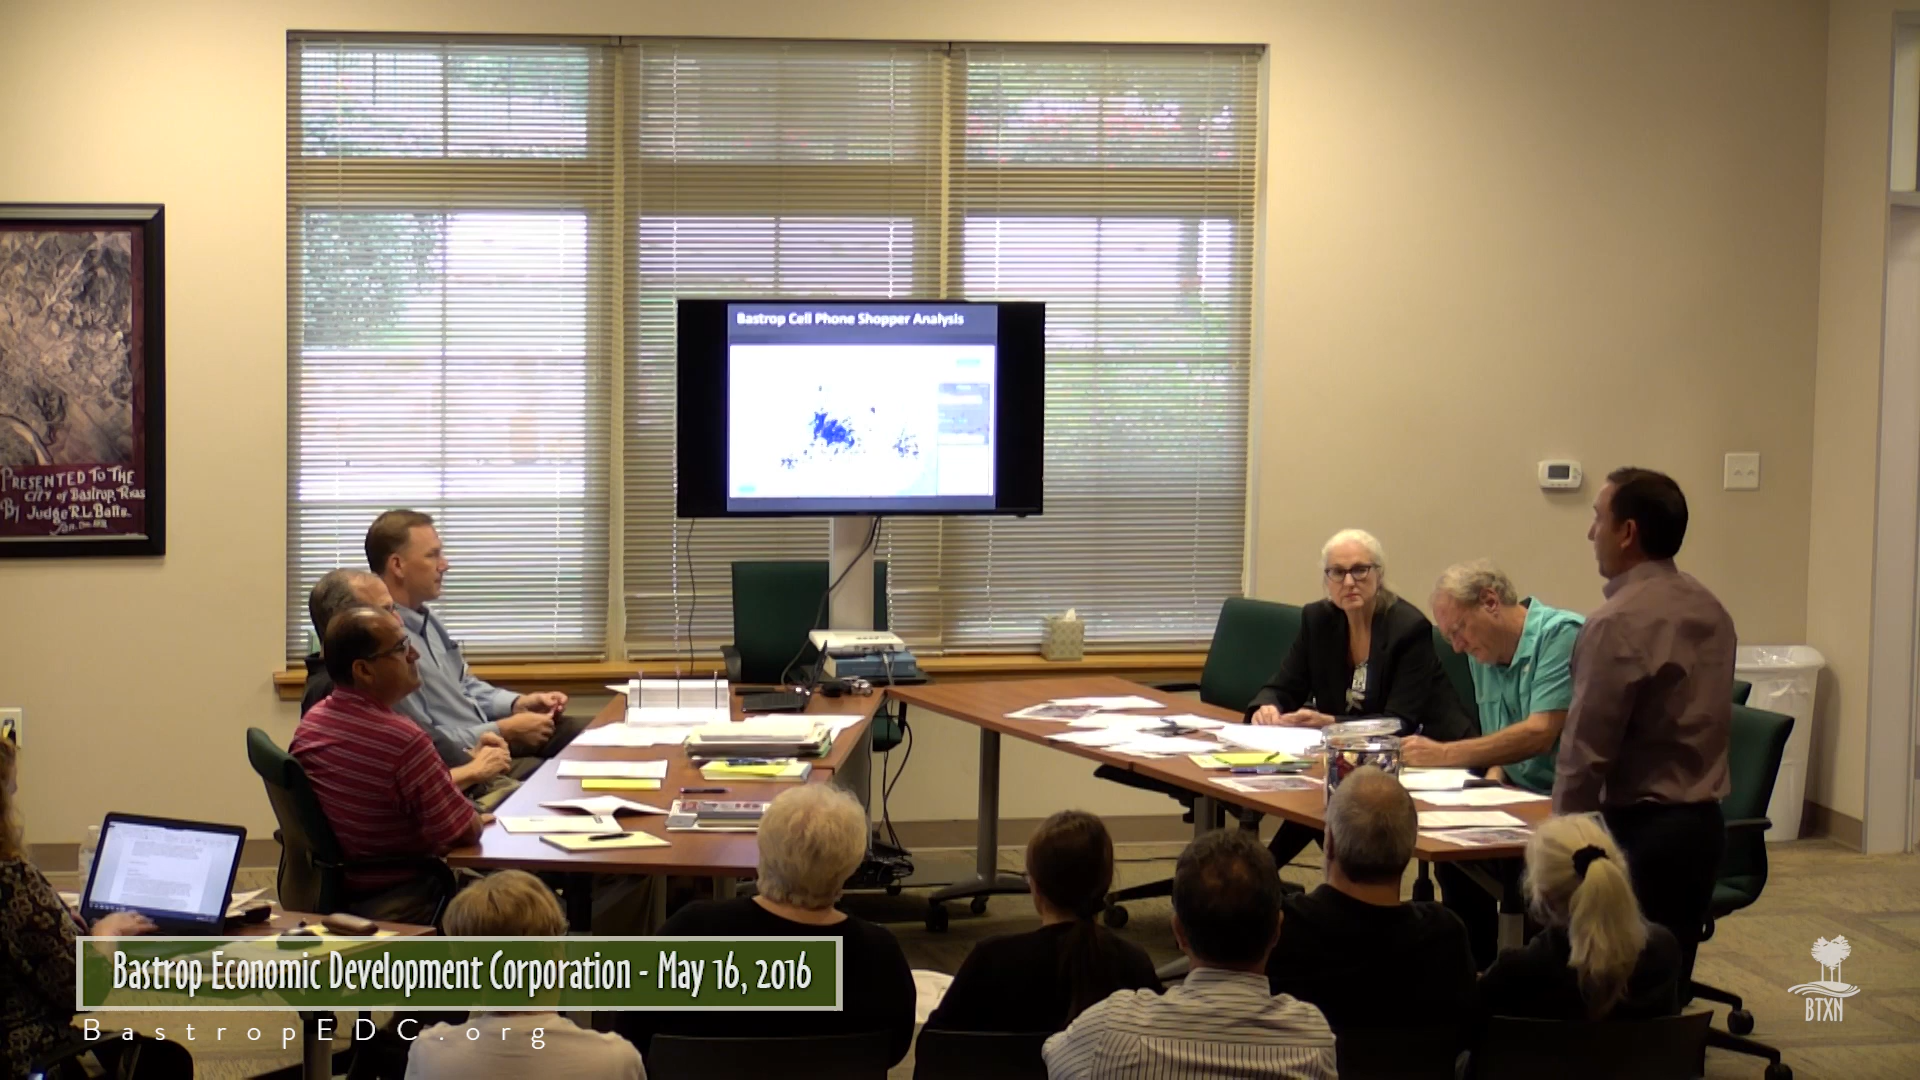 Bastrop Cell Phone Shopper Analysis
PRESENTED TO THE
CITY of Bastrop, Texas
By Judge R.L. Batts
Bastrop Economic Development Corporation - May 16, 2016
BastropEDC.org
BTXN